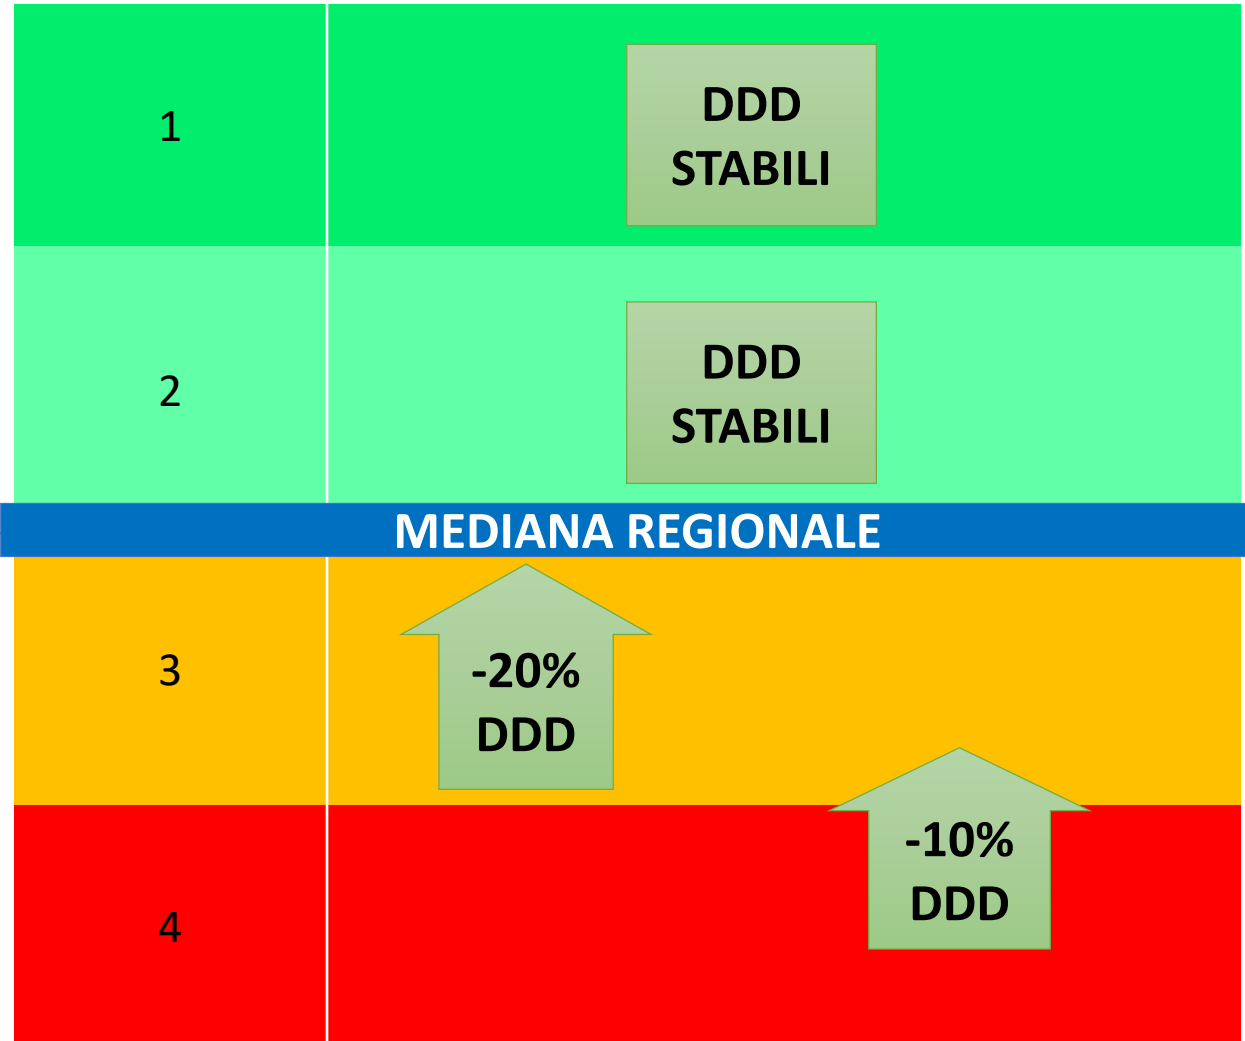 1
DDD
STABILI
2
DDD
STABILI
MEDIANA REGIONALE
3
-20%
DDD
4
-10%
DDD